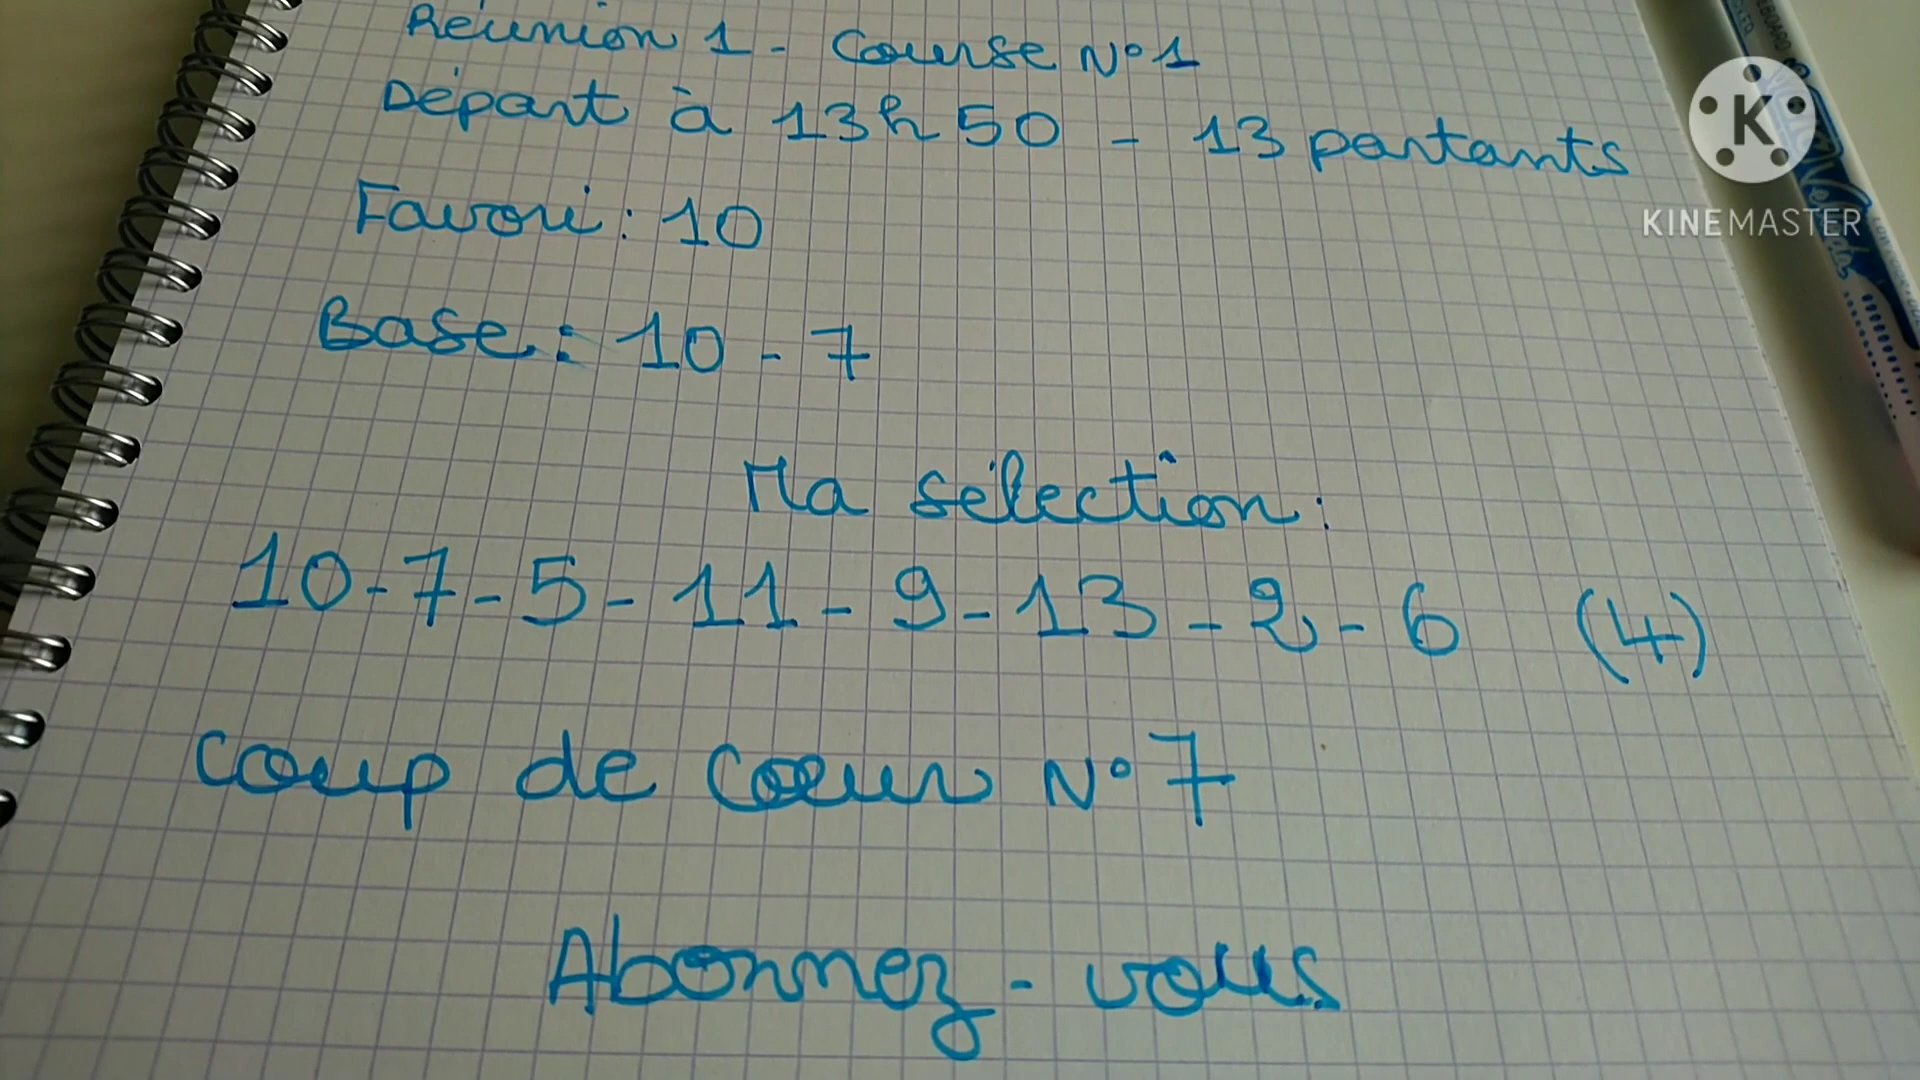 Réunion 1 - Course N°1
Départ à 13h50 - 13 partants
Favori : 10
Base : 10 - 7
Ma sélection :
10 - 7 - 5 - 11 - 9 - 13 - 2 - 6 (4)
Coup de coeur N°7
Abonnez-vous
K
KINEMASTER